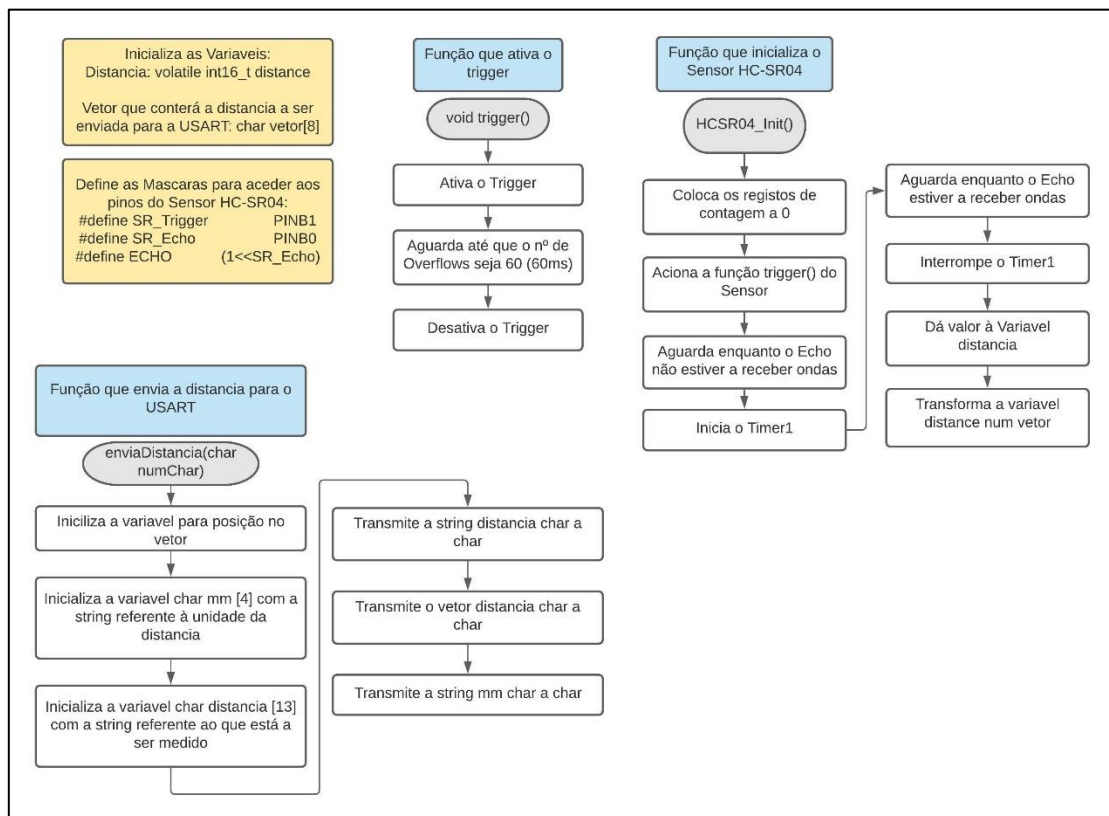 Inicializa as Variaveis:
Distancia: volatile int16_t distance
Vetor que conterá a distancia a ser
enviada para a USART: char vetor[8]
Define as Mascaras para aceder aos
pinos do Sensor HC-SR04:
#define SR_Trigger PINB1
#define SR_Echo PINB0
#define ECHO (1<<SR_Echo)
Função que ativa o
trigger
void trigger()
Ativa o Trigger
Aguarda até que o nº de
Overflows seja 60 (60ms)
Desativa o Trigger
Função que inicializa o
Sensor HC-SR04
HCSR04_Init()
Coloca os registos de
contagem a 0
Aciona a função trigger() do
Sensor
Aguarda enquanto o Echo
não estiver a receber ondas
Inicia o Timer1
Aguarda enquanto o Echo
estiver a receber ondas
Interrompe o Timer1
Dá valor à Variavel
distancia
Transforma a variavel
distance num vetor
Função que envia a distancia para o
USART
enviaDistancia(char
numChar)
Iniciliza a variavel para posição no
vetor
Inicializa a variavel char mm [4] com a
string referente à unidade da
distancia
Inicializa a variavel char distancia [13]
com a string referente ao que está a
ser medido
Transmite a string distancia char a
char
Transmite o vetor distancia char a
char
Transmite a string mm char a char